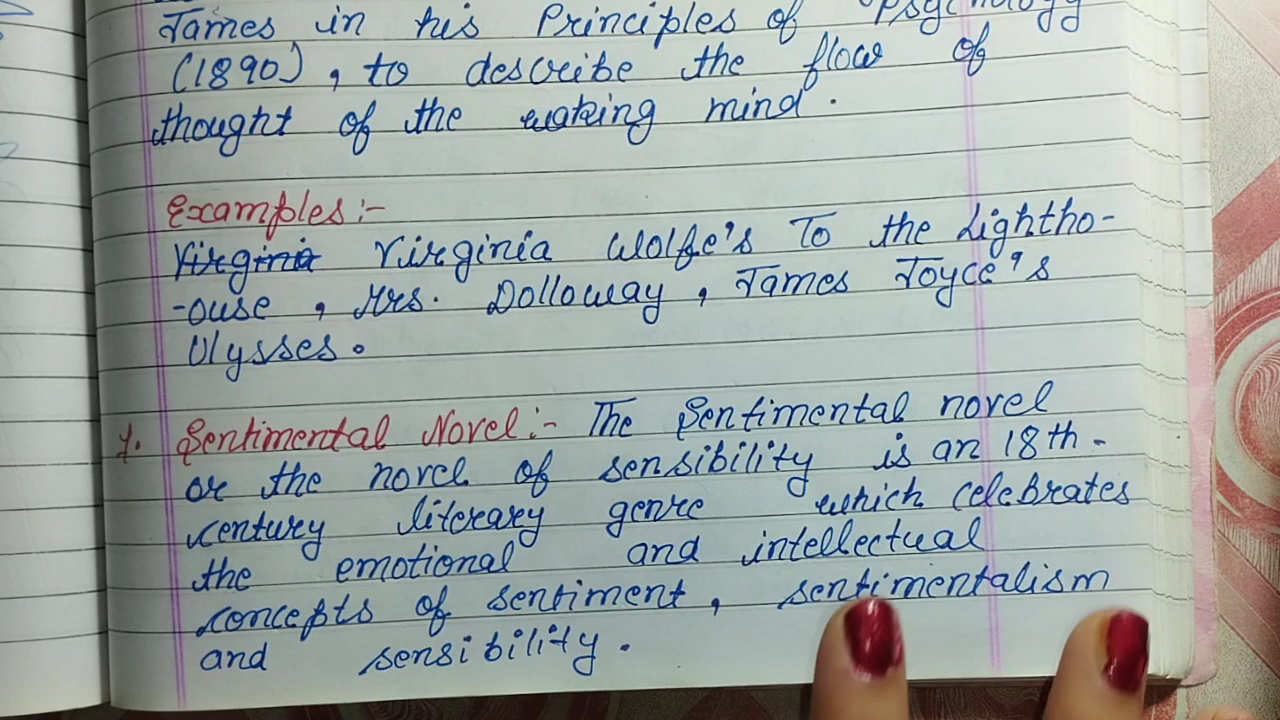 James in his Principles of Psychology
(1890), to describe the flow of
thought of the waking mind.
Examples:-
Virginia Virginia Wolfe's To the Lightho-
-ouse, Mrs. Dolloway, James Joyce's
Ulysses.
7. Sentimental Novel:- The Sentimental novel
or the novel of sensibility is an 18th-
century literary genre which celebrates
the emotional and intellectual
concepts of sentiment, sentimentalism
and sensibility.